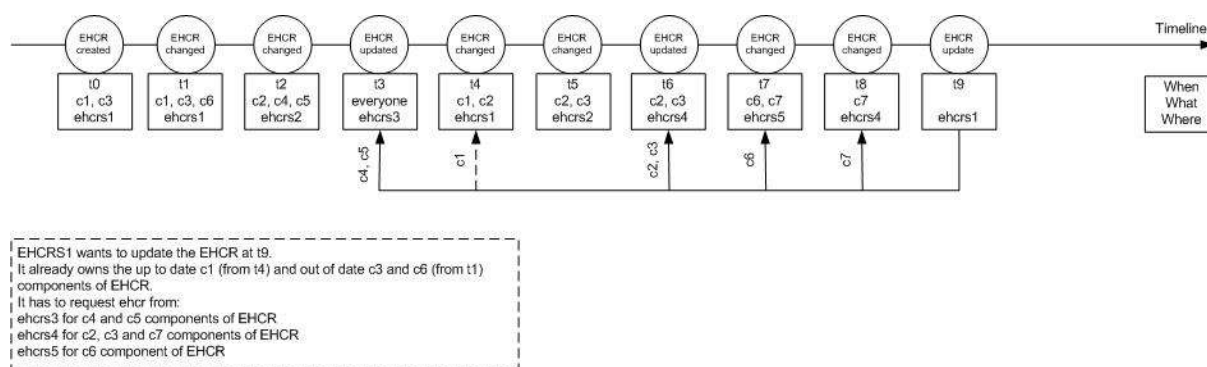 EHCR created
EHCR changed
EHCR changed
EHCR updated
EHCR changed
EHCR changed
EHCR updated
EHCR changed
EHCR changed
EHCR update
Timeline
t0
c1, c3
ehcrs1
t1
c1, c3, c6
ehcrs1
t2
c2, c4, c5
ehcrs2
t3
everyone
ehcrs3
t4
c1, c2
ehcrs1
t5
c2, c3
ehcrs2
t6
c2, c3
ehcrs4
t7
c6, c7
ehcrs5
t8
c7
ehcrs4
t9
ehcrs1
When
What
Where
c4, c5
c1
c2, c3
c6
c7
EHCRS1 wants to update the EHCR at t9.
It already owns the up to date c1 (from t4) and out of date c3 and c6 (from t1)
components of EHCR.
It has to request ehcr from:
ehcrs3 for c4 and c5 components of EHCR
ehcrs4 for c2, c3 and c7 components of EHCR
ehcrs5 for c6 component of EHCR